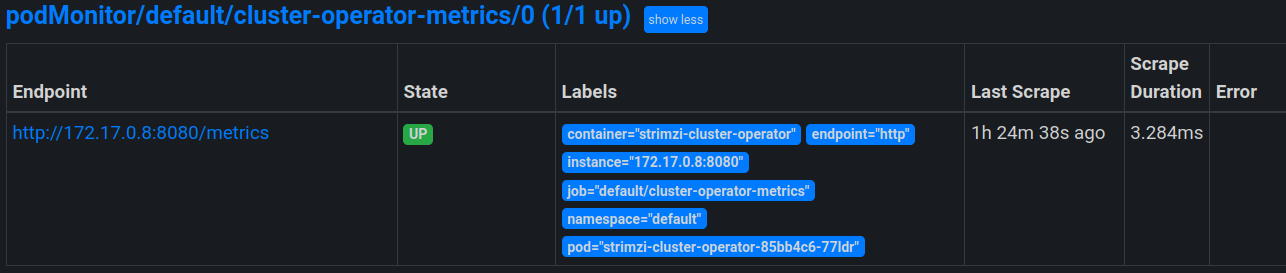 podMonitor/default/cluster-operator-metrics/0 (1/1 up) show less
Endpoint State Labels Last Scrape Scrape Duration Error
http://172.17.0.8:8080/metrics UP container="strimzi-cluster-operator" endpoint="http" 1h 24m 38s ago 3.284ms
instance="172.17.0.8:8080"
job="default/cluster-operator-metrics"
namespace="default"
pod="strimzi-cluster-operator-85bb4c6-77ldr"